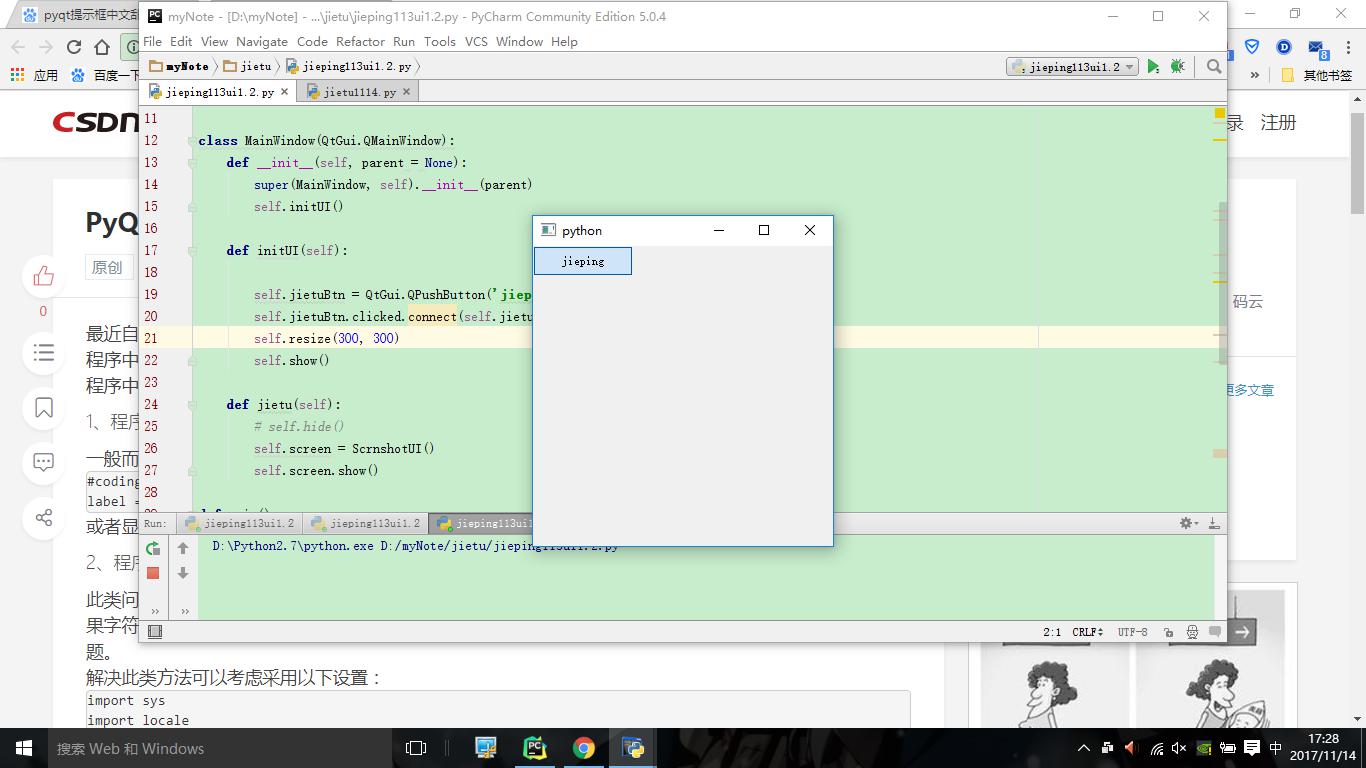 pyqt提示框中文乱
myNote - [D:\myNote] - ...\jietu\jieping113ui1.2.py - PyCharm Community Edition 5.0.4
File Edit View Navigate Code Refactor Run Tools VCS Window Help
myNote jietu jieping113ui1.2.py jieping113ui1.2
应用 百度一下 其他书签
jieping113ui1.2.py jietu1114.py
CSDN 录 注册
11
12 class MainWindow(QtGui.QMainWindow):
13 def __init__(self, parent = None):
14 super(MainWindow, self).__init__(parent)
15 self.initUI()
16
17 def initUI(self):
18
19 self.jietuBtn = QtGui.QPushButton('jiep
20 self.jietuBtn.clicked.connect(self.jietu
21 self.resize(300, 300)
22 self.show()
23
24 def jietu(self):
25 # self.hide()
26 self.screen = ScrnshotUI()
27 self.screen.show()
28
python
jieping
PyQ
原创
0
码云
更多文章
最近自
程序中
程序中
1、程序
一般而
#coding
label =
或者显
2、程序
此类问
果字符
题。
解决此类方法可以考虑采用以下设置：
import sys
import locale
Run: jieping113ui1.2 jieping113ui1.2 jieping113ui1
D:\Python2.7\python.exe D:/myNote/jietu/jieping113ui1.2.py
2:1 CRLF UTF-8
8
搜索 Web 和 Windows
中
17:28
2017/11/14